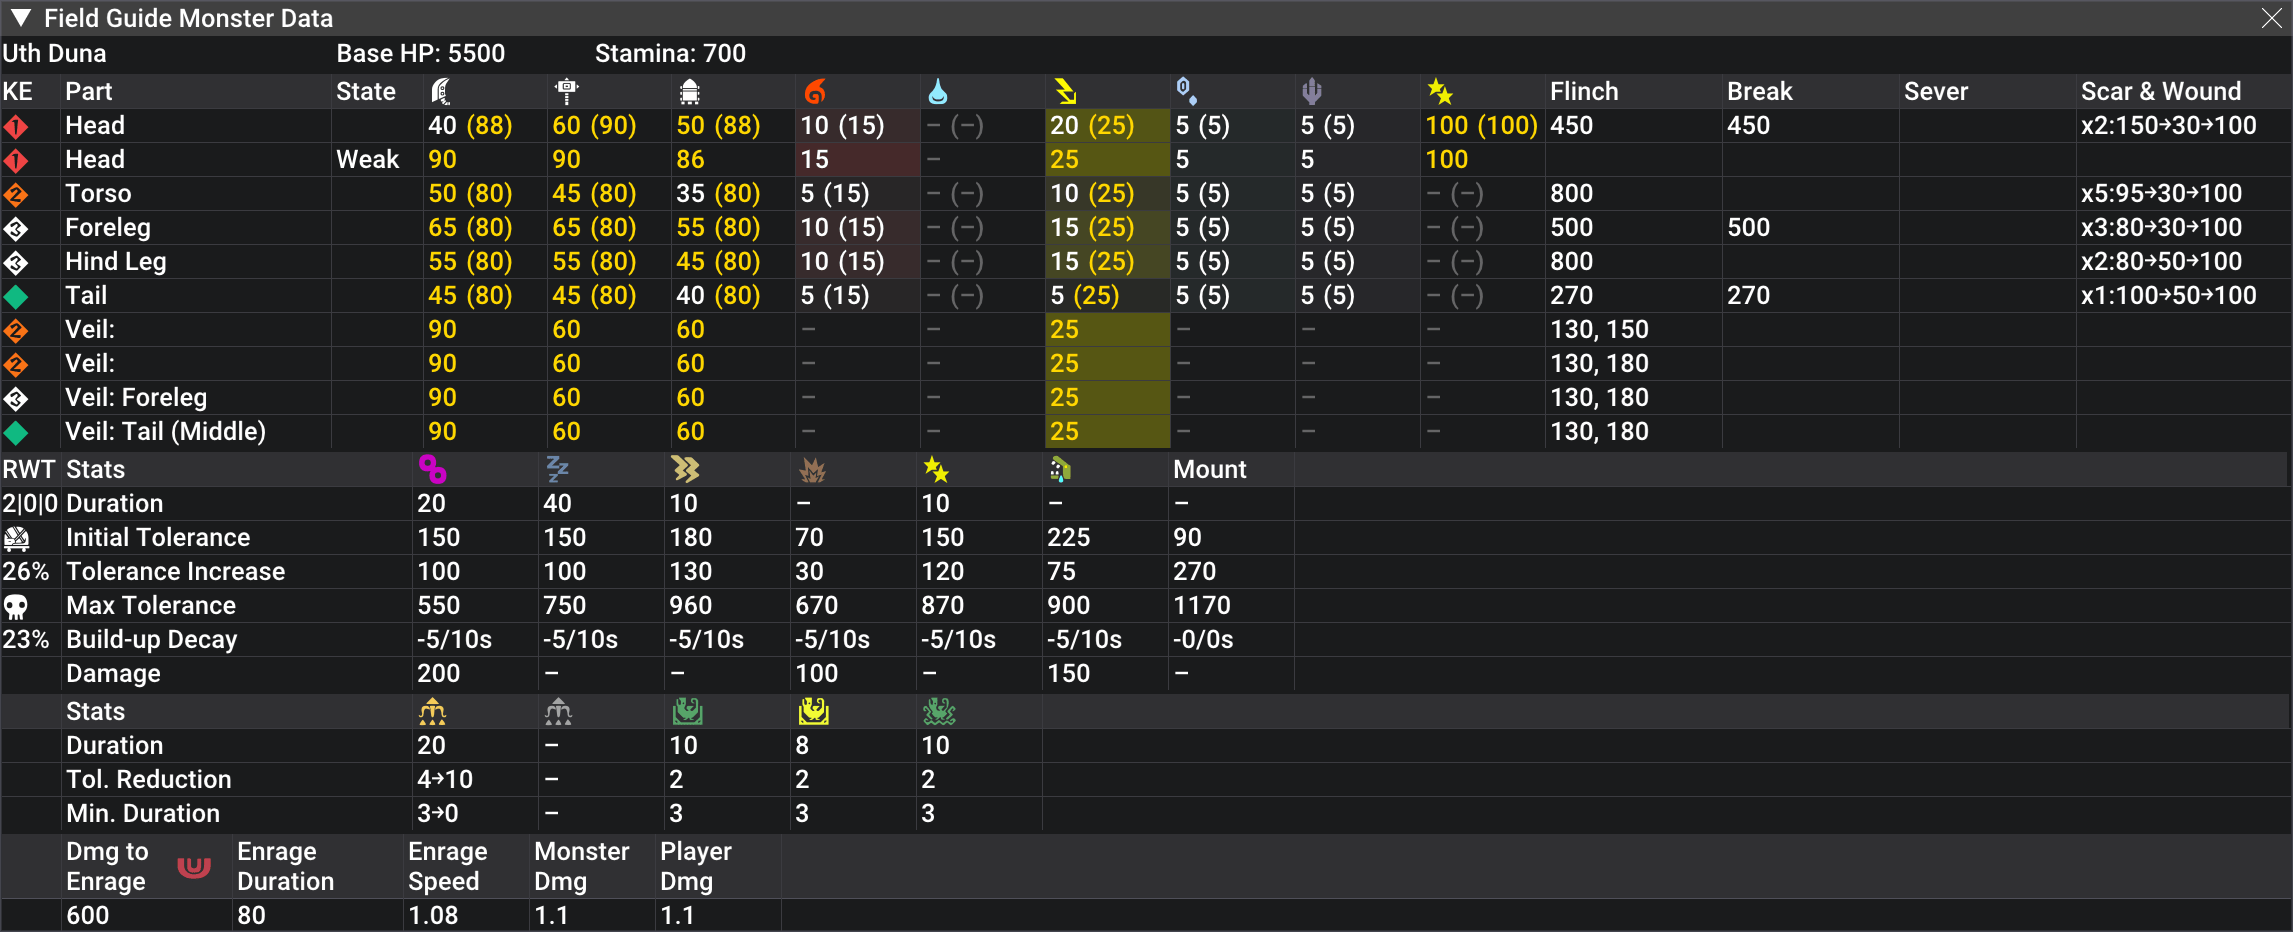 ▼ Field Guide Monster Data
Uth Duna Base HP: 5500 Stamina: 700
KE Part State Flinch Break Sever Scar & Wound
1 Head 40 (88) 60 (90) 50 (88) 10 (15) – (–) 20 (25) 5 (5) 5 (5) 100 (100) 450 450 x2:150→30→100
1 Head Weak 90 90 86 15 – 25 5 5 100
2 Torso 50 (80) 45 (80) 35 (80) 5 (15) – (–) 10 (25) 5 (5) 5 (5) – (–) 800 x5:95→30→100
3 Foreleg 65 (80) 65 (80) 55 (80) 10 (15) – (–) 15 (25) 5 (5) 5 (5) – (–) 500 500 x3:80→30→100
3 Hind Leg 55 (80) 55 (80) 45 (80) 10 (15) – (–) 15 (25) 5 (5) 5 (5) – (–) 800 x2:80→50→100
Tail 45 (80) 45 (80) 40 (80) 5 (15) – (–) 5 (25) 5 (5) 5 (5) – (–) 270 270 x1:100→50→100
2 Veil: 90 60 60 – – 25 – – – 130, 150
2 Veil: 90 60 60 – – 25 – – – 130, 180
3 Veil: Foreleg 90 60 60 – – 25 – – – 130, 180
Veil: Tail (Middle) 90 60 60 – – 25 – – – 130, 180
RWT Stats Mount
2|0|0 Duration 20 40 10 – 10 – –
Initial Tolerance 150 150 180 70 150 225 90
26% Tolerance Increase 100 100 130 30 120 75 270
Max Tolerance 550 750 960 670 870 900 1170
23% Build-up Decay -5/10s -5/10s -5/10s -5/10s -5/10s -5/10s -0/0s
Damage 200 – – 100 – 150 –
Stats
Duration 20 – 10 8 10
Tol. Reduction 4→10 – 2 2 2
Min. Duration 3→0 – 3 3 3
Dmg to Enrage Enrage Duration Enrage Speed Monster Dmg Player Dmg
600 80 1.08 1.1 1.1